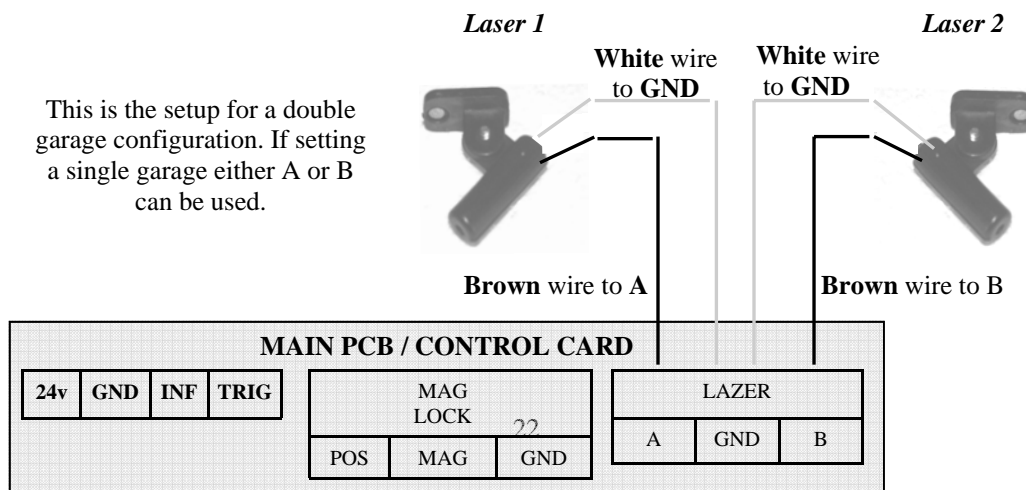 Laser 1
Laser 2
White wire
to GND
White wire
to GND
This is the setup for a double
garage configuration. If setting
a single garage either A or B
can be used.
Brown wire to A
Brown wire to B
MAIN PCB / CONTROL CARD
24v GND INF TRIG
MAG
LOCK
22
POS MAG GND
LAZER
A GND B